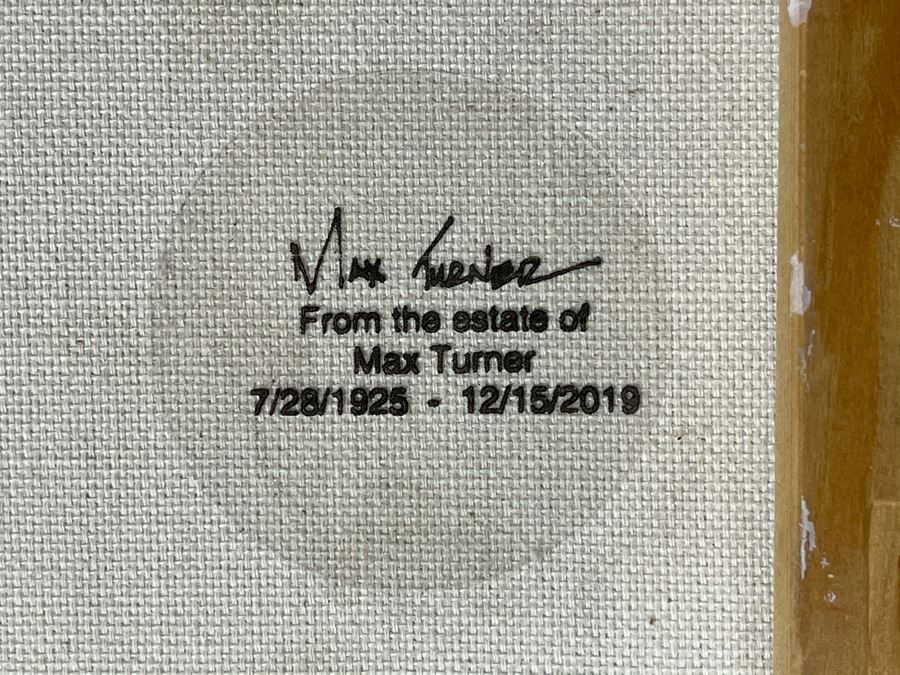 Max Turner
From the estate of
Max Turner
7/28/1925 - 12/15/2019